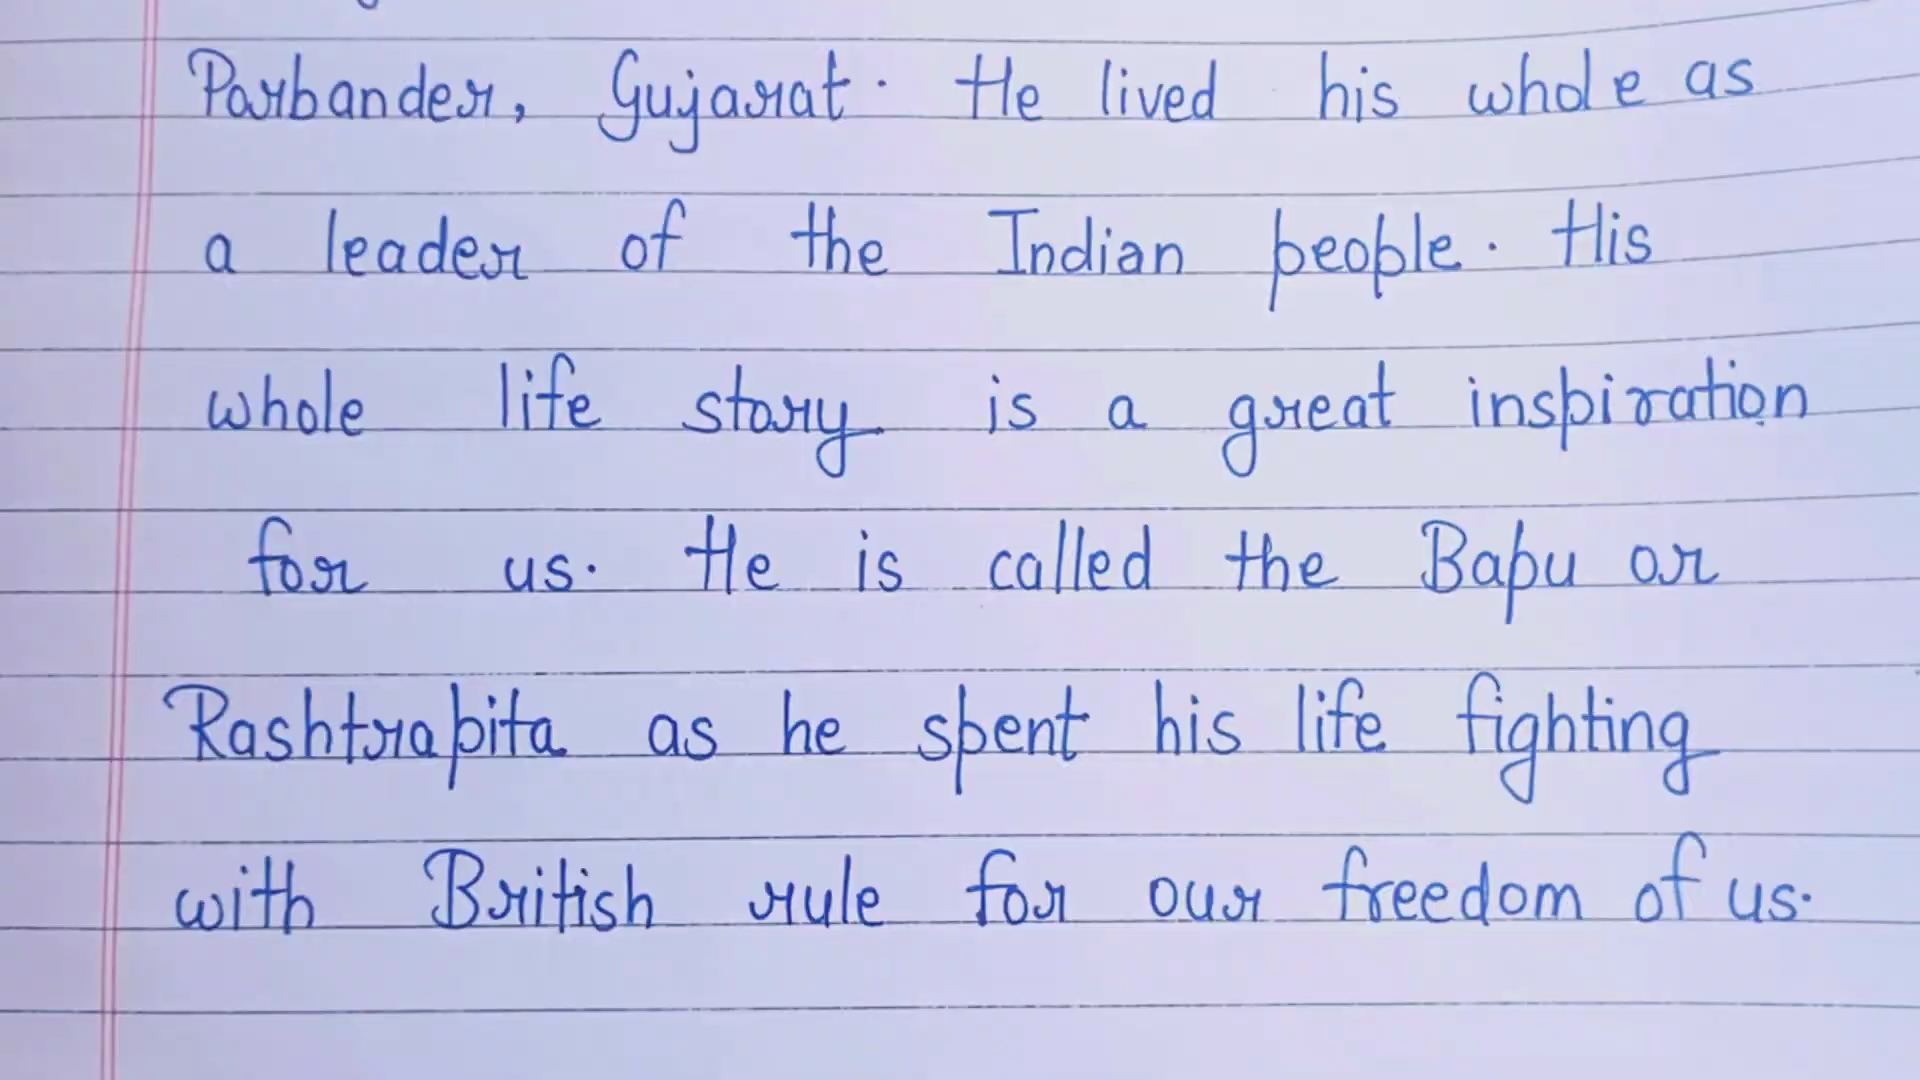 Parbander, Gujarat. He lived his whole as
a leader of the Indian people. His
whole life story is a great inspiration
for us. He is called the Bapu or
Rashtrapita as he spent his life fighting
with British rule for our freedom of us.